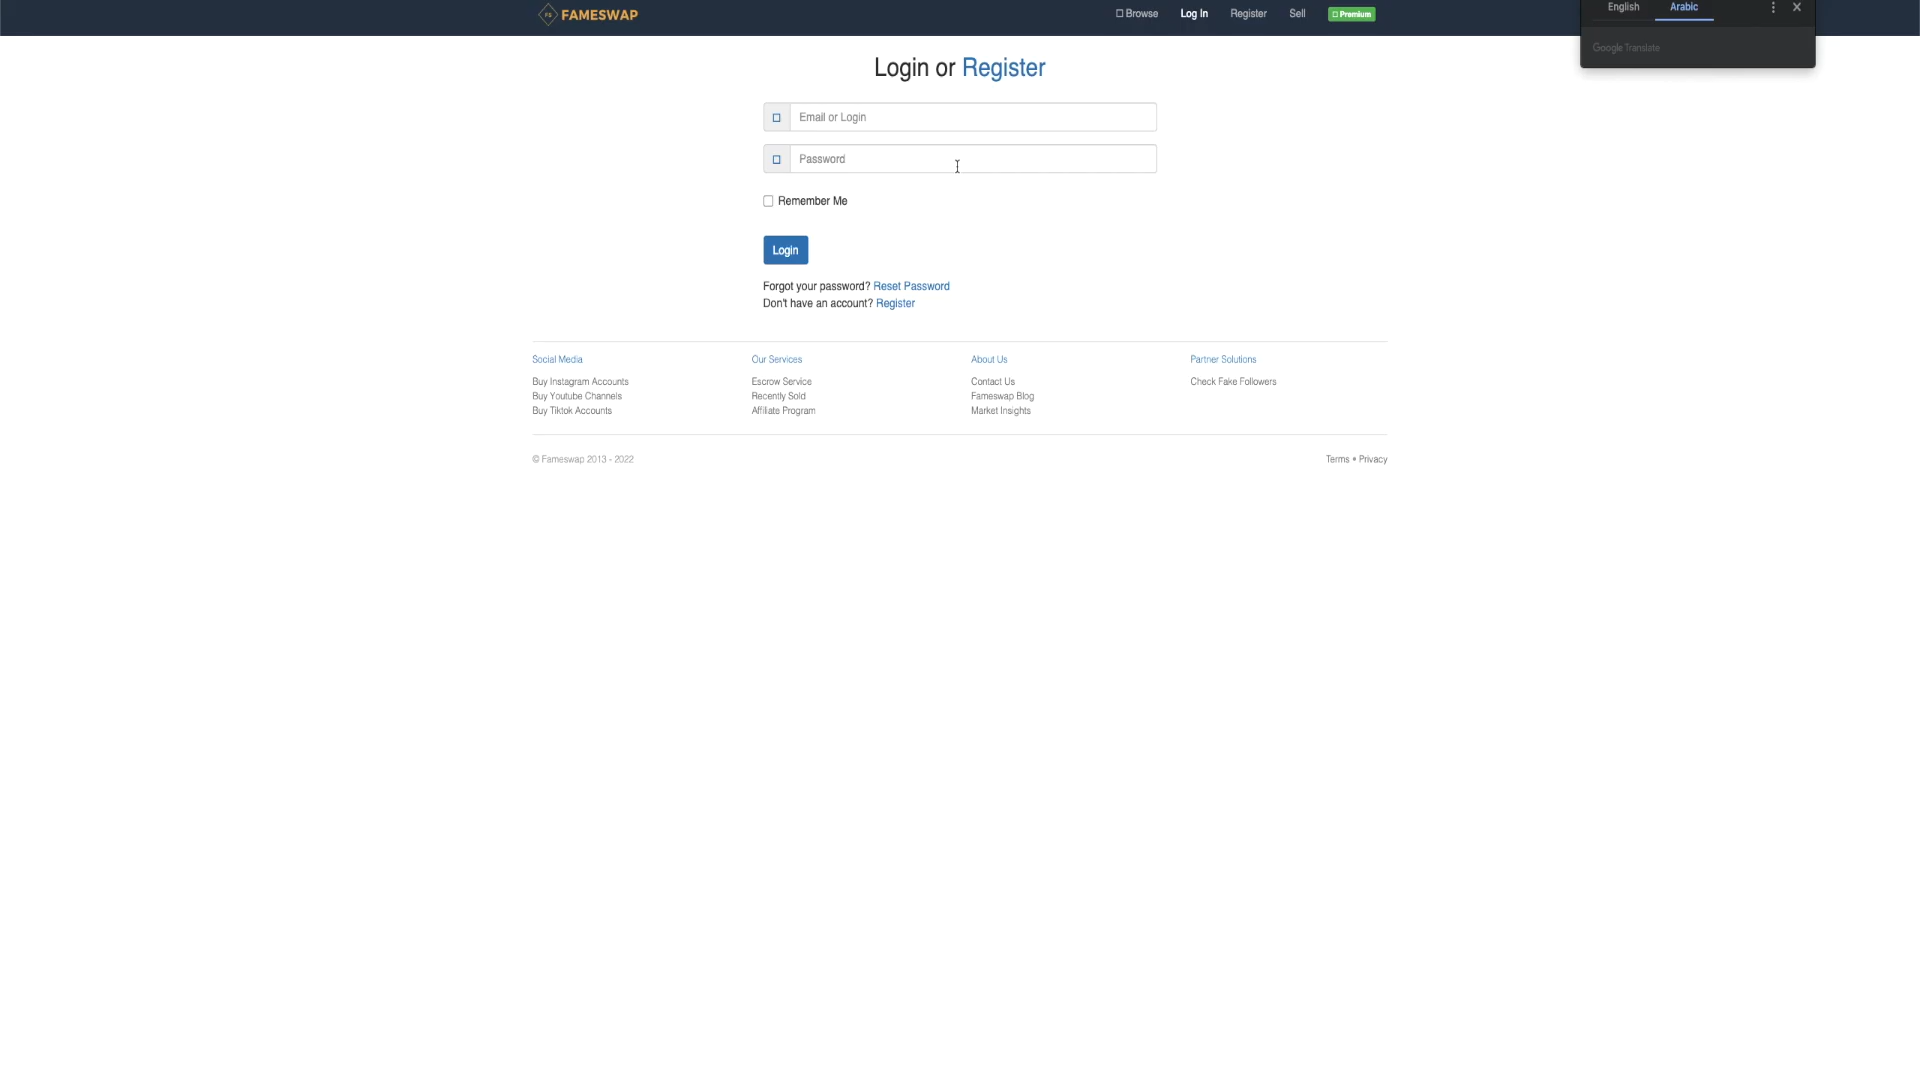 FS FAMESWAP
Browse Log In Register Sell Premium
English Arabic
Google Translate
Login or Register
Email or Login
Password
Remember Me
Login
Forgot your password? Reset Password
Don't have an account? Register
Social Media
Buy Instagram Accounts
Buy Youtube Channels
Buy Tiktok Accounts
Our Services
Escrow Service
Recently Sold
Affiliate Program
About Us
Contact Us
Fameswap Blog
Market Insights
Partner Solutions
Check Fake Followers
© Fameswap 2013 - 2022
Terms • Privacy